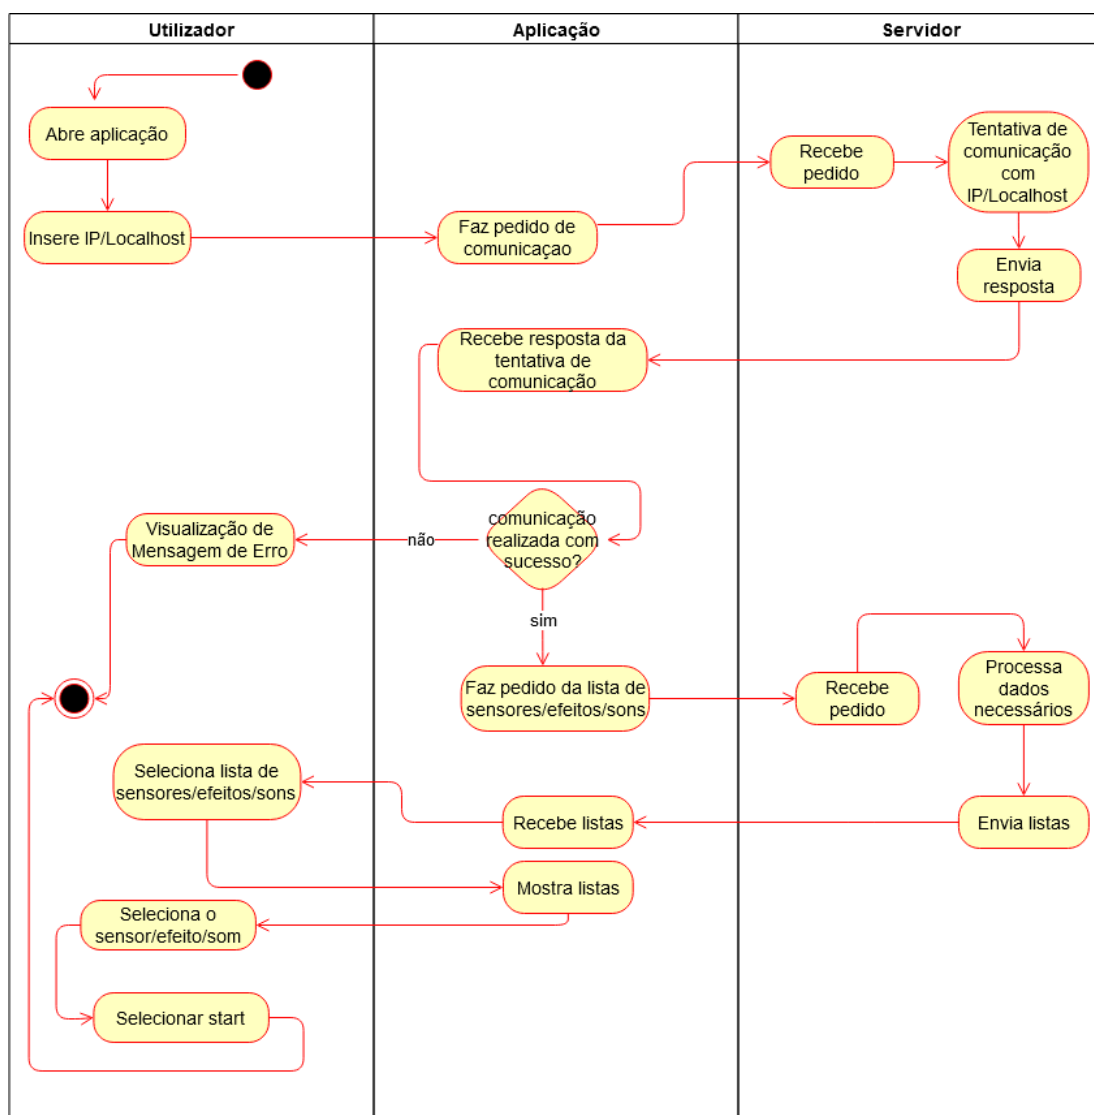 Utilizador
Aplicação
Servidor
Abre aplicação
Insere IP/Localhost
Faz pedido de
comunicaçao
Recebe
pedido
Tentativa de
comunicação
com
IP/Localhost
Envia
resposta
Recebe resposta da
tentativa de
comunicação
comunicação
realizada com
sucesso?
não
Visualização de
Mensagem de Erro
sim
Faz pedido da lista de
sensores/efeitos/sons
Recebe
pedido
Processa
dados
necessários
Envia listas
Recebe listas
Seleciona lista de
sensores/efeitos/sons
Mostra listas
Seleciona o
sensor/efeito/som
Selecionar start